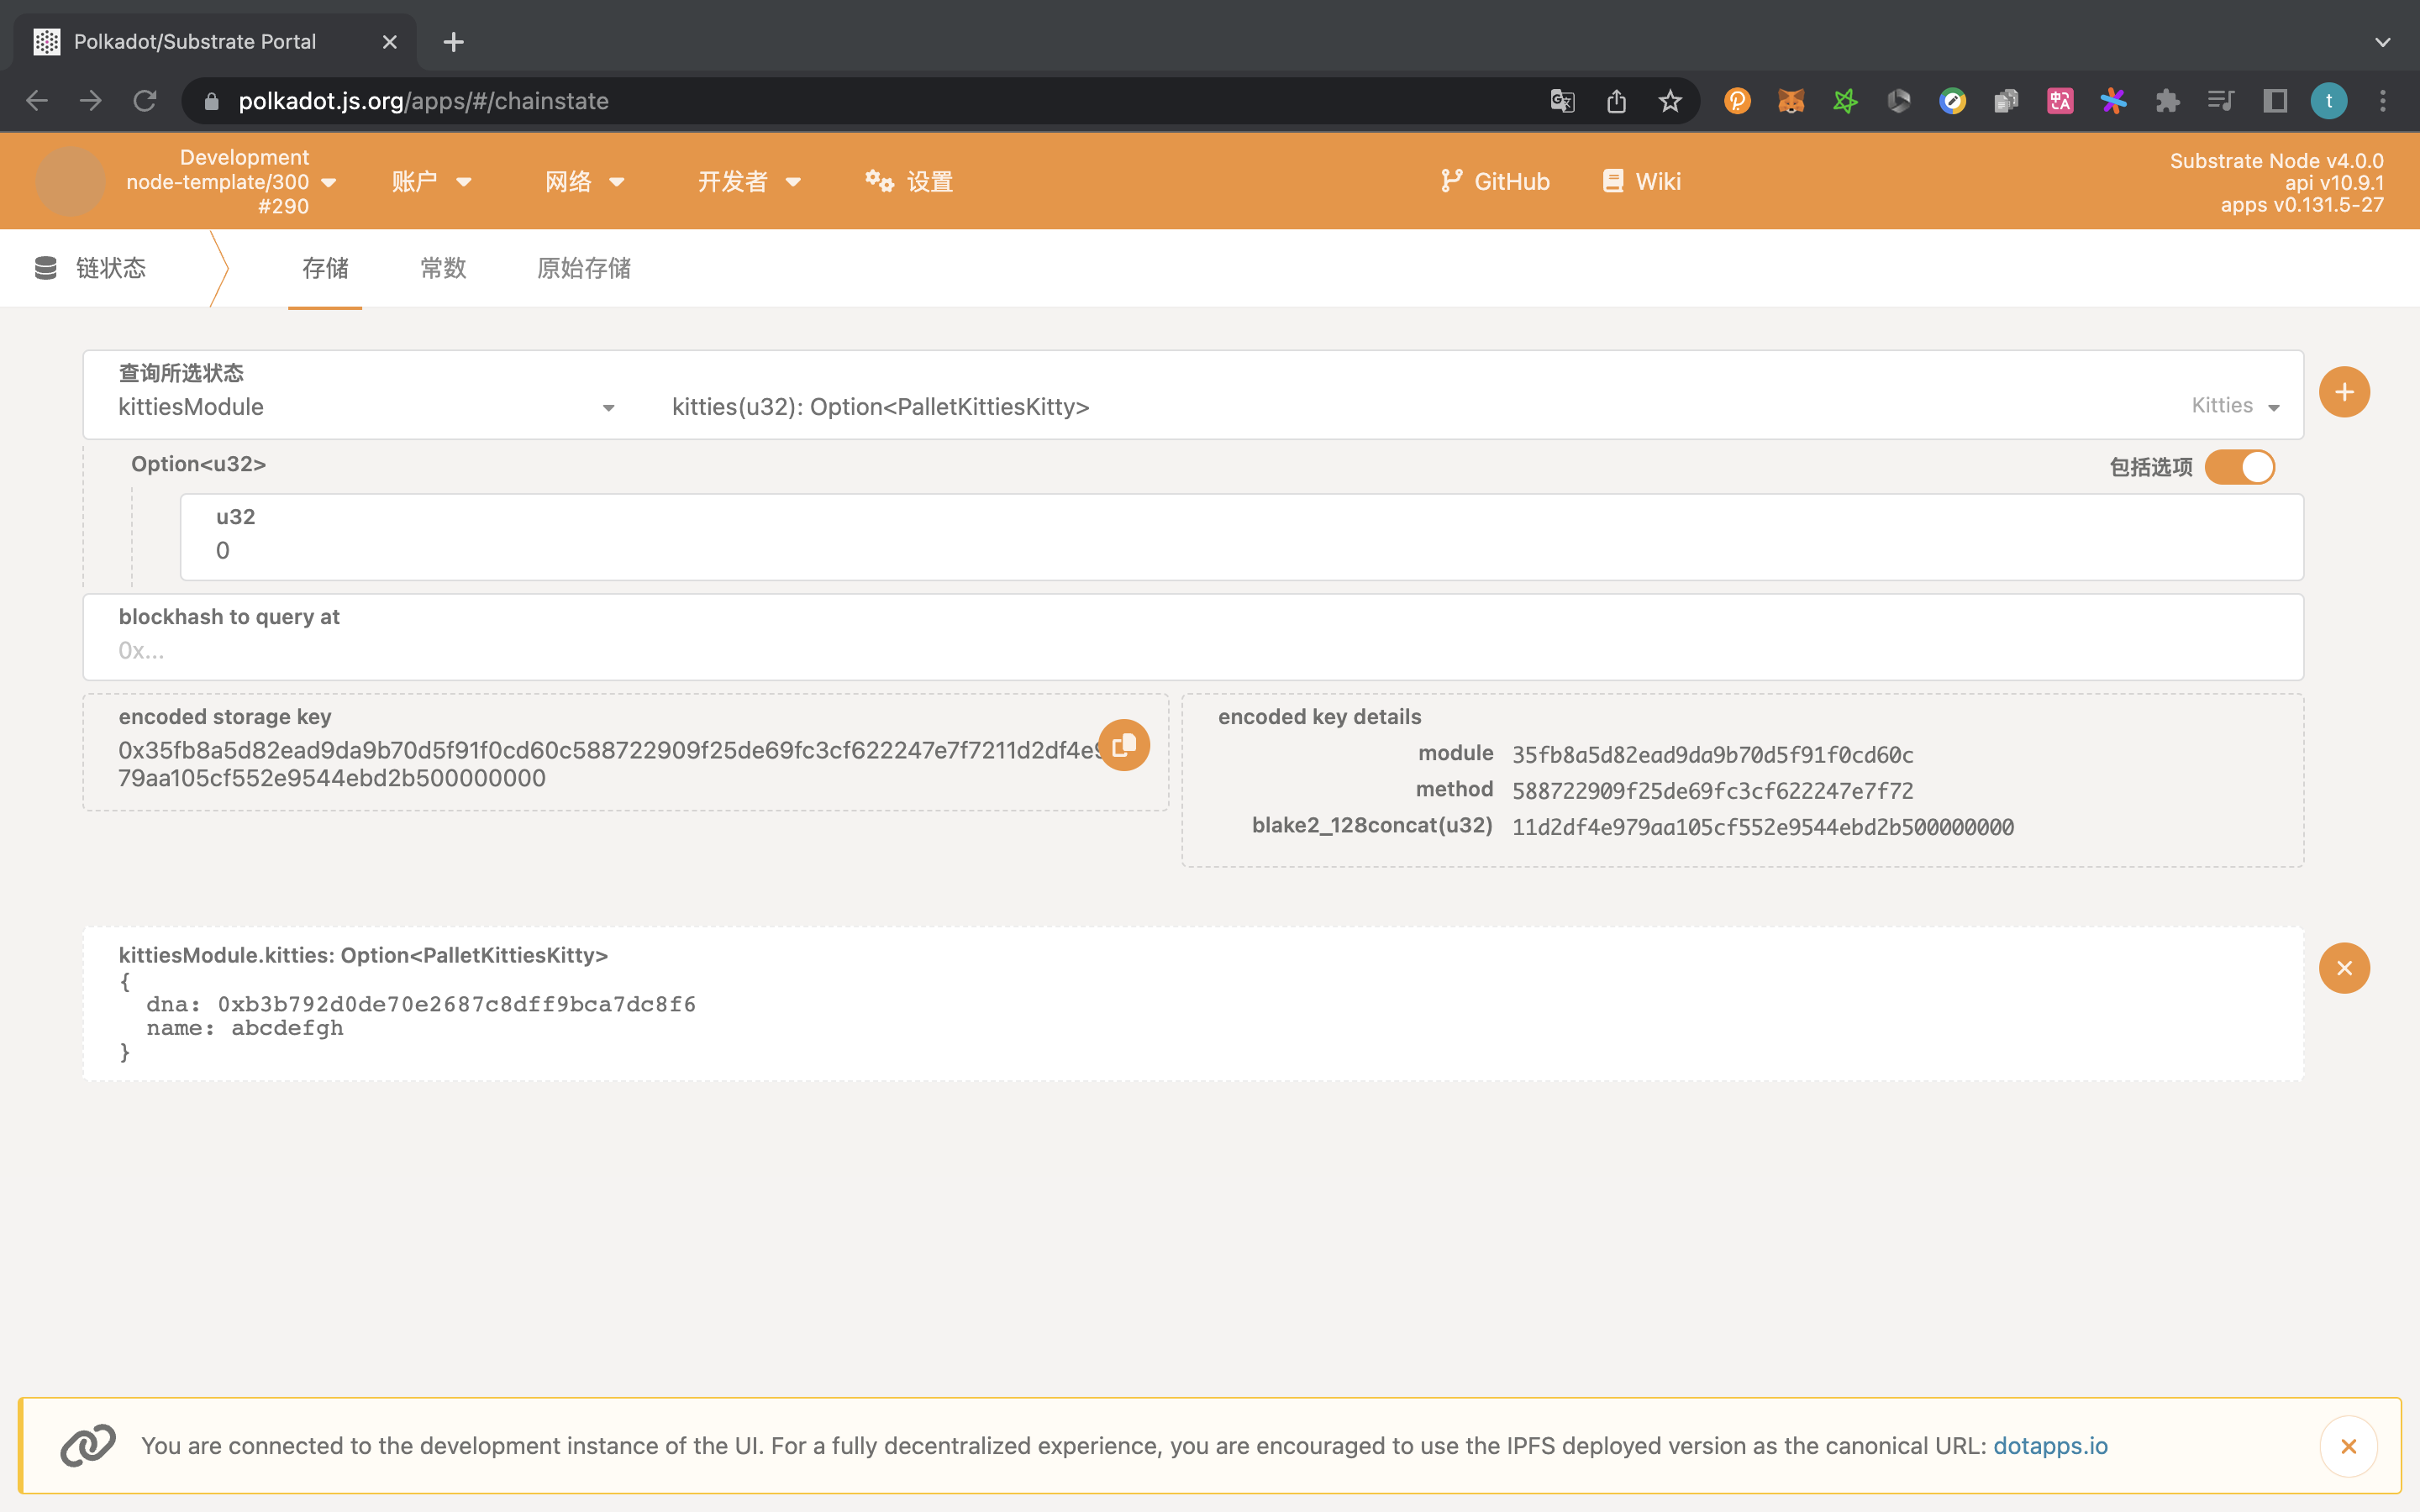 Polkadot/Substrate Portal
polkadot.js.org/apps/#/chainstate
t
Development
node-template/300
#290
账户
网络
开发者
设置
GitHub
Wiki
Substrate Node v4.0.0
api v10.9.1
apps v0.131.5-27
链状态
存储
常数
原始存储
查询所选状态
kittiesModule
kitties(u32): Option<PalletKittiesKitty>
Kitties
Option<u32>
包括选项
u32
0
blockhash to query at
0x...
encoded storage key
0x35fb8a5d82ead9da9b70d5f91f0cd60c588722909f25de69fc3cf622247e7f7211d2df4e9
79aa105cf552e9544ebd2b500000000
encoded key details
module 35fb8a5d82ead9da9b70d5f91f0cd60c
method 588722909f25de69fc3cf622247e7f72
blake2_128concat(u32) 11d2df4e979aa105cf552e9544ebd2b500000000
kittiesModule.kitties: Option<PalletKittiesKitty>
{
dna: 0xb3b792d0de70e2687c8dff9bca7dc8f6
name: abcdefgh
}
You are connected to the development instance of the UI. For a fully decentralized experience, you are encouraged to use the IPFS deployed version as the canonical URL: dotapps.io